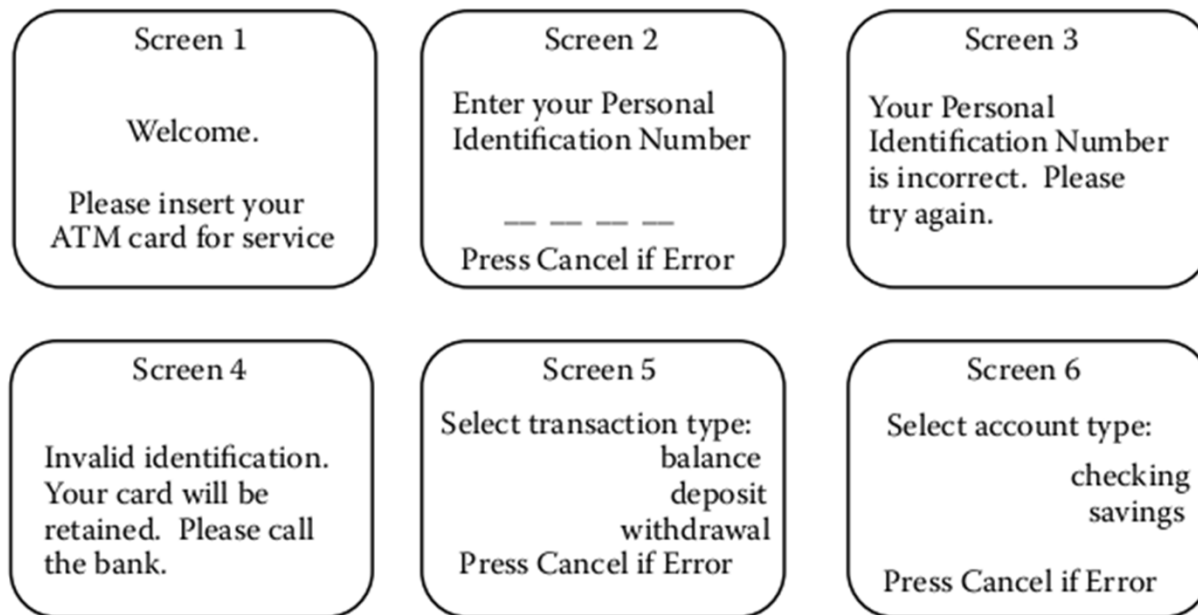 Screen 1
Welcome.
Please insert your
ATM card for service
Screen 2
Enter your Personal
Identification Number
__ __ __ __
Press Cancel if Error
Screen 3
Your Personal
Identification Number
is incorrect. Please
try again.
Screen 4
Invalid identification.
Your card will be
retained. Please call
the bank.
Screen 5
Select transaction type:
balance
deposit
withdrawal
Press Cancel if Error
Screen 6
Select account type:
checking
savings
Press Cancel if Error